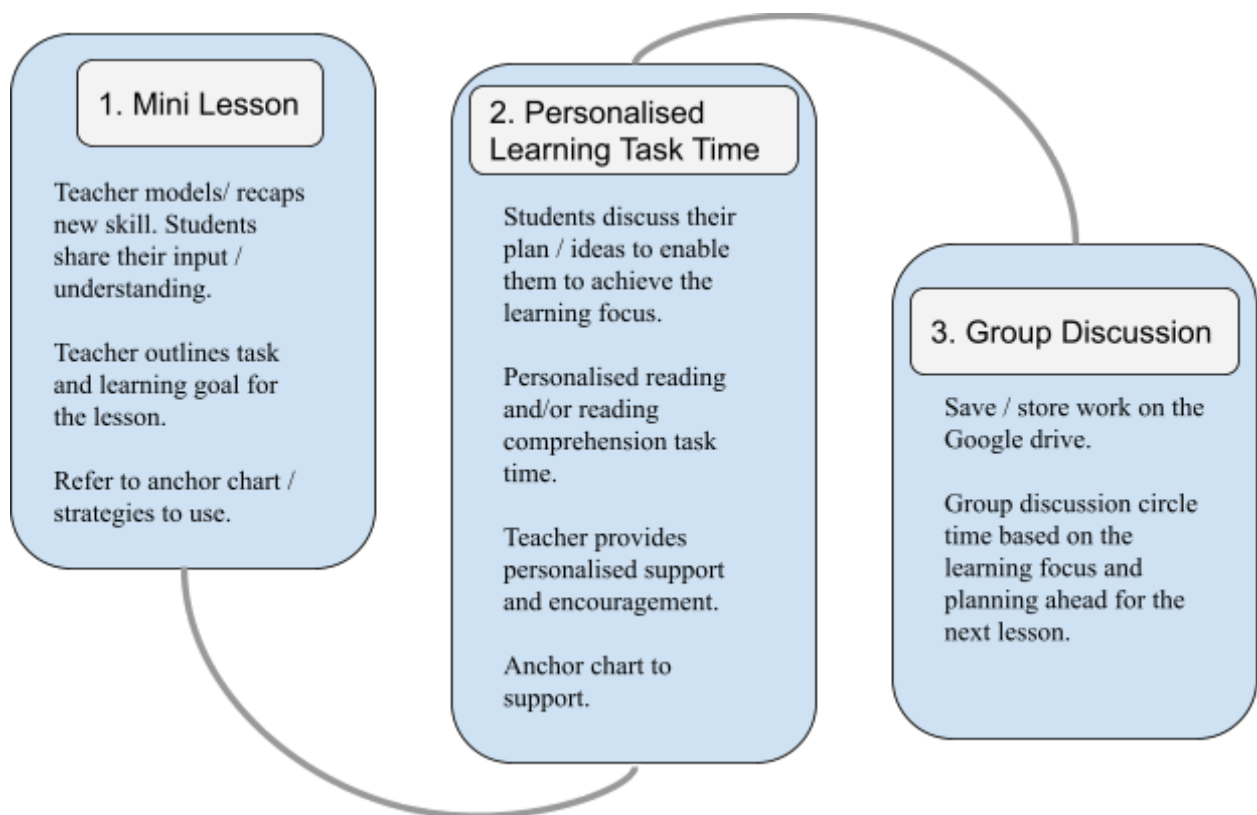 1. Mini Lesson
Teacher models/ recaps
new skill. Students
share their input /
understanding.
Teacher outlines task
and learning goal for
the lesson.
Refer to anchor chart /
strategies to use.
2. Personalised
Learning Task Time
Students discuss their
plan / ideas to enable
them to achieve the
learning focus.
Personalised reading
and/or reading
comprehension task
time.
Teacher provides
personalised support
and encouragement.
Anchor chart to
support.
3. Group Discussion
Save / store work on the
Google drive.
Group discussion circle
time based on the
learning focus and
planning ahead for the
next lesson.